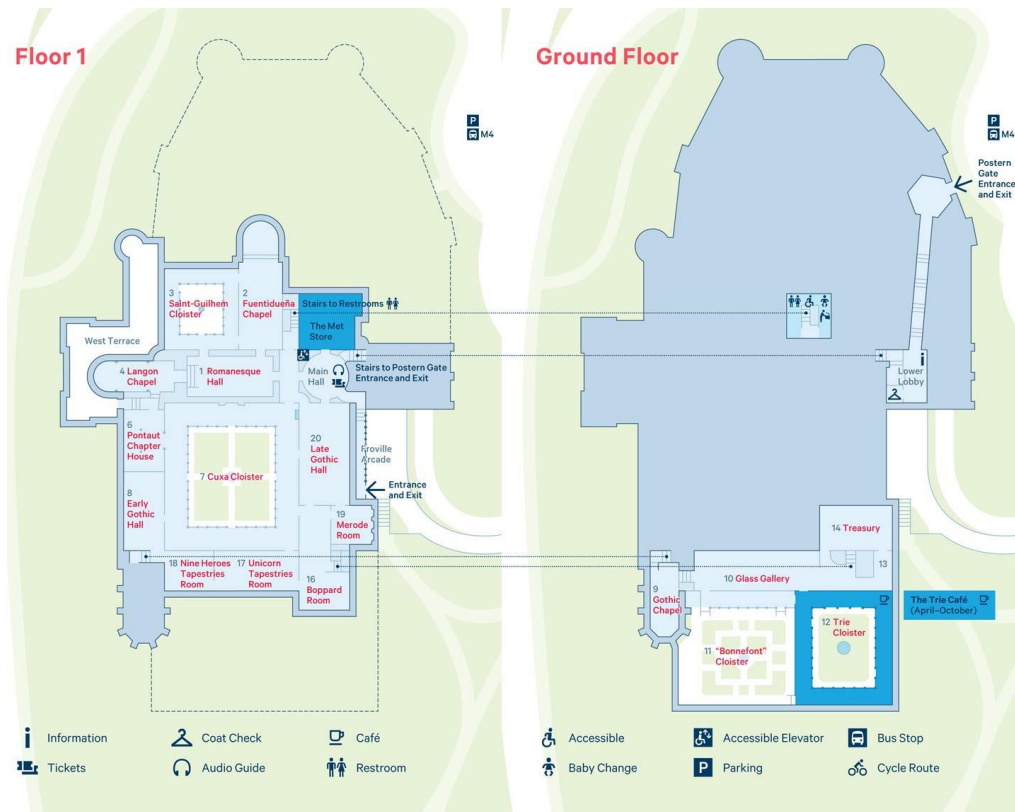 Floor 1
P
M4
3
Saint-Guilhem
Cloister
2
Fuentidueña
Chapel
Stairs to Restrooms
The Met
Store
West Terrace
4 Langon
Chapel
1 Romanesque
Hall
Main
Hall
Stairs to Postern Gate
Entrance and Exit
6
Pontaut
Chapter
House
7 Cuxa Cloister
20
Late
Gothic
Hall
Froville
Arcade
Entrance
and Exit
8
Early
Gothic
Hall
19
Merode
Room
18 Nine Heroes
Tapestries
Room
17 Unicorn
Tapestries
Room
16
Boppard
Room
Ground Floor
P
M4
Postern
Gate
Entrance
and Exit
i
Lower
Lobby
14 Treasury
13
10 Glass Gallery
9
Gothic
Chapel
The Trie Café
(April–October)
12 Trie
Cloister
11 "Bonnefont"
Cloister
i Information
Coat Check
Café
Tickets
Audio Guide
Restroom
Accessible
Accessible Elevator
Bus Stop
Baby Change
P Parking
Cycle Route